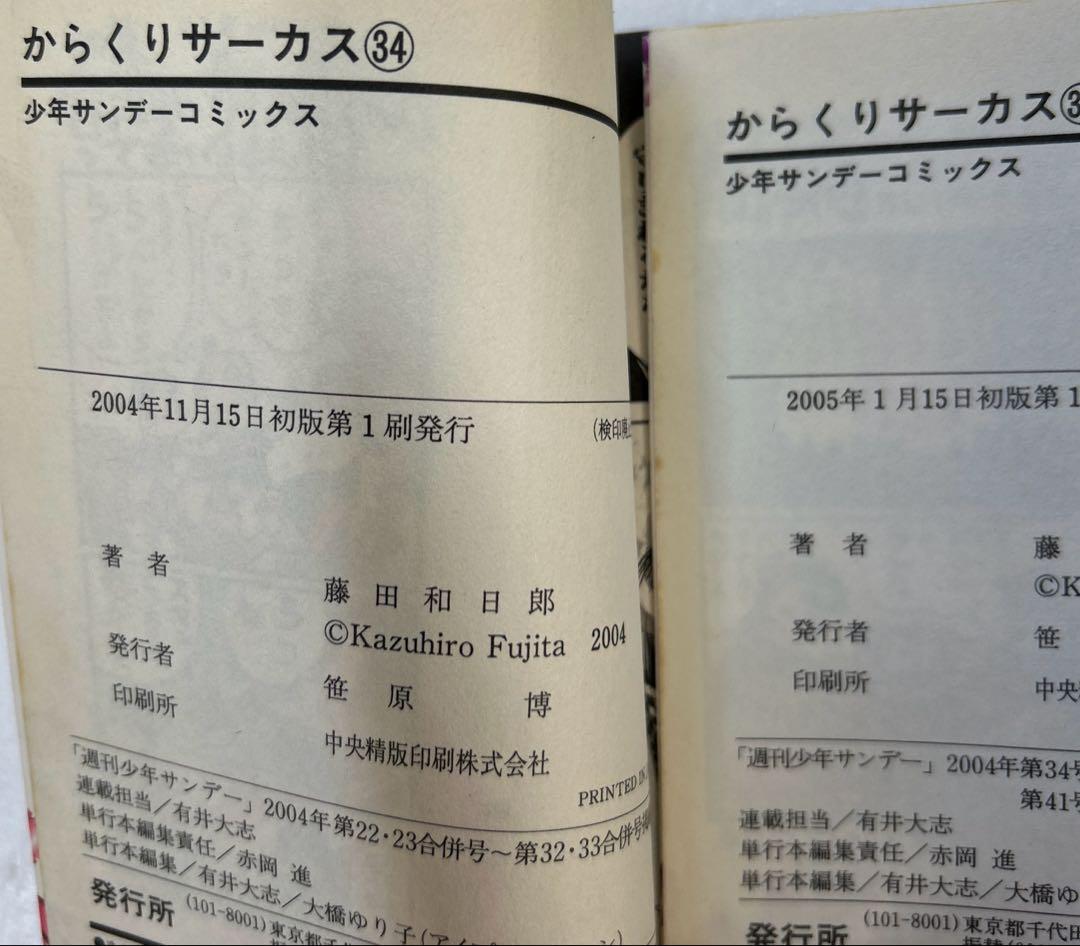 からくりサーカス㉞
少年サンデーコミックス
2004年11月15日初版第1刷発行
(検印廃
著者
藤田和日郎
©Kazuhiro Fujita 2004
発行者
笹原 博
印刷所
中央精版印刷株式会社
PRINTED IN
「週刊少年サンデー」2004年第22・23合併号～第32・33合併号
連載担当／有井大志
単行本編集責任／赤岡 進
単行本編集／有井大志／大橋ゆり子
発行所
(101-8001)東京都千代
からくりサーカス
少年サンデーコミックス
2005年1月15日初版第1
著者
藤
©K
発行者
笹
印刷所
中央
「週刊少年サンデー」2004年第34号
第41号
連載担当／有井大志
単行本編集責任／赤岡 進
単行本編集／有井大志／大橋ゆ
発行所
(101-8001)東京都千代田